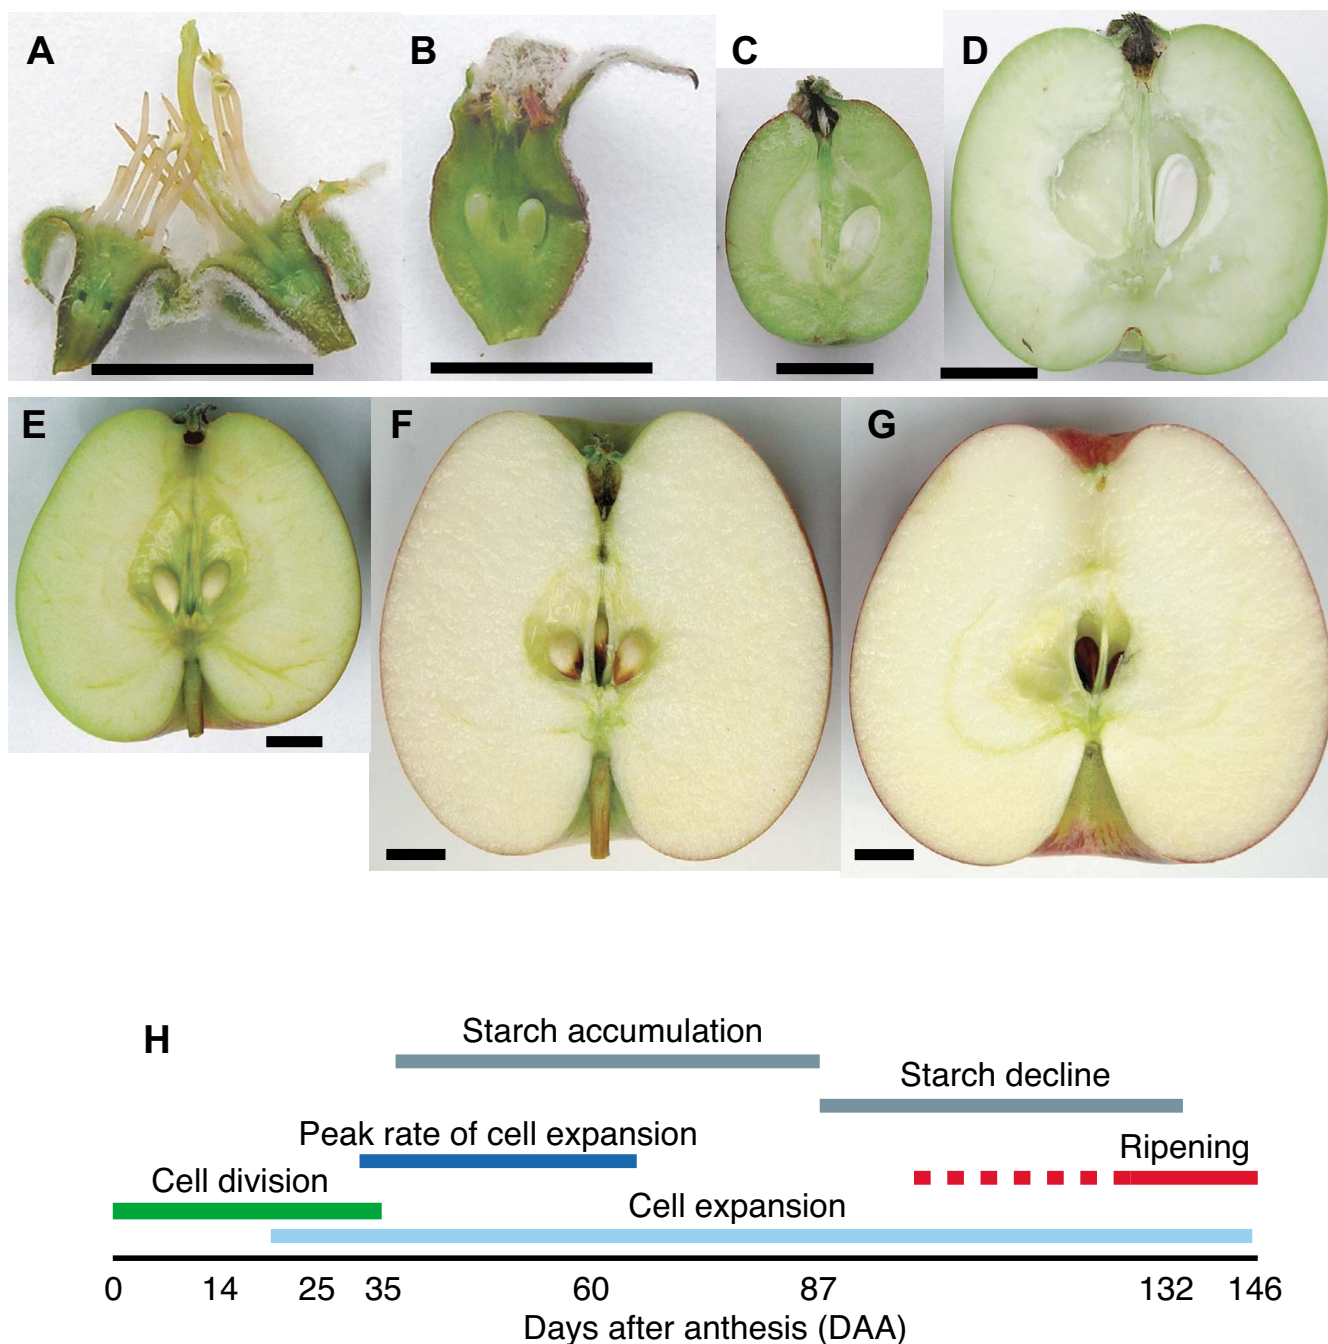 A
B
C
D
E
F
G
H
Starch accumulation
Starch decline
Peak rate of cell expansion
Ripening
Cell division
Cell expansion
0 14 25 35 60 87 132 146
Days after anthesis (DAA)